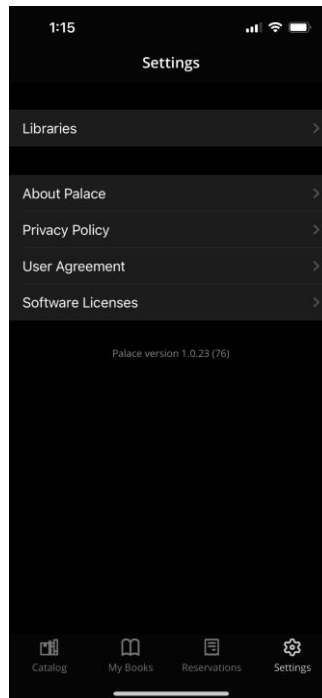 1:15
Settings
Libraries
About Palace
Privacy Policy
User Agreement
Software Licenses
Palace version 1.0.23 (76)
Catalog My Books Reservations Settings